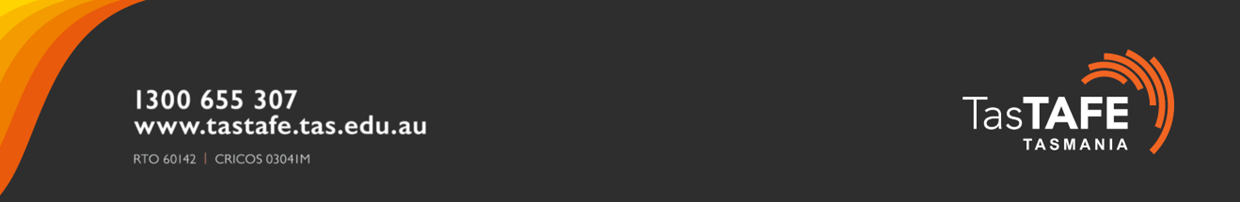 1300 655 307
www.tastafe.tas.edu.au
RTO 60142 | CRICOS 03041M
TasTAFE
TASMANIA